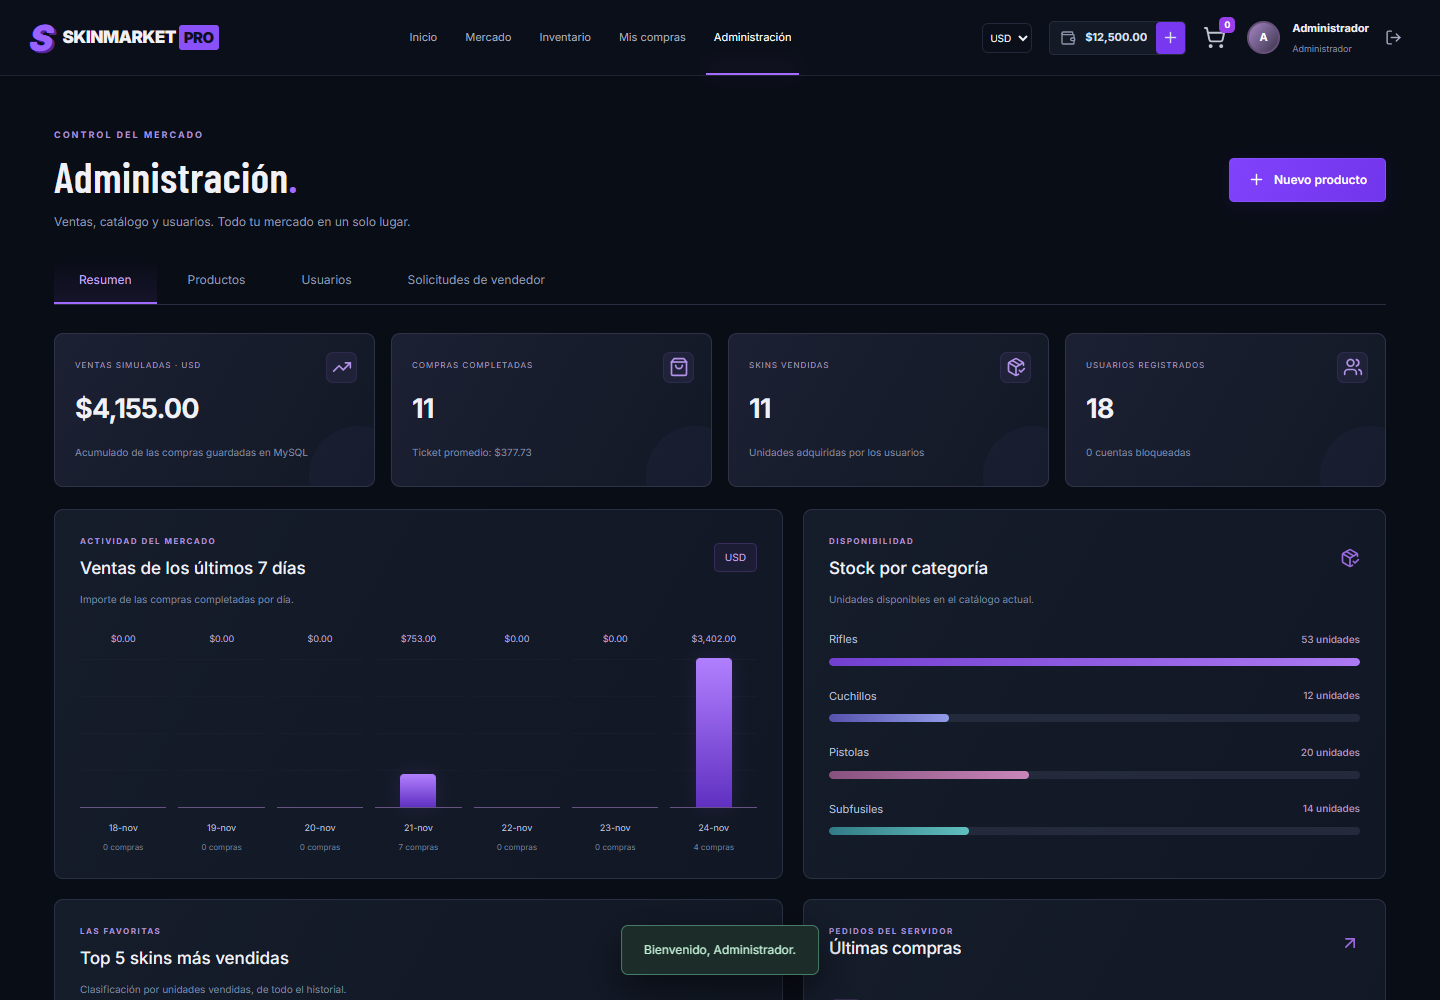 SKINMARKET PRO
Inicio
Mercado
Inventario
Mis compras
Administración
USD
$12,500.00
0
A
Administrador
Administrador
CONTROL DEL MERCADO
Administración.
Ventas, catálogo y usuarios. Todo tu mercado en un solo lugar.
Nuevo producto
Resumen
Productos
Usuarios
Solicitudes de vendedor
VENTAS SIMULADAS · USD
$4,155.00
Acumulado de las compras guardadas en MySQL
COMPRAS COMPLETADAS
11
Ticket promedio: $377.73
SKINS VENDIDAS
11
Unidades adquiridas por los usuarios
USUARIOS REGISTRADOS
18
0 cuentas bloqueadas
ACTIVIDAD DEL MERCADO
Ventas de los últimos 7 días
Importe de las compras completadas por día.
USD
$0.00 $0.00 $0.00 $753.00 $0.00 $0.00 $3,402.00
18-nov 19-nov 20-nov 21-nov 22-nov 23-nov 24-nov
0 compras 0 compras 0 compras 7 compras 0 compras 0 compras 4 compras
DISPONIBILIDAD
Stock por categoría
Unidades disponibles en el catálogo actual.
Rifles 53 unidades
Cuchillos 12 unidades
Pistolas 20 unidades
Subfusiles 14 unidades
LAS FAVORITAS
Top 5 skins más vendidas
Clasificación por unidades vendidas, de todo el historial.
Bienvenido, Administrador.
PEDIDOS DEL SERVIDOR
Últimas compras